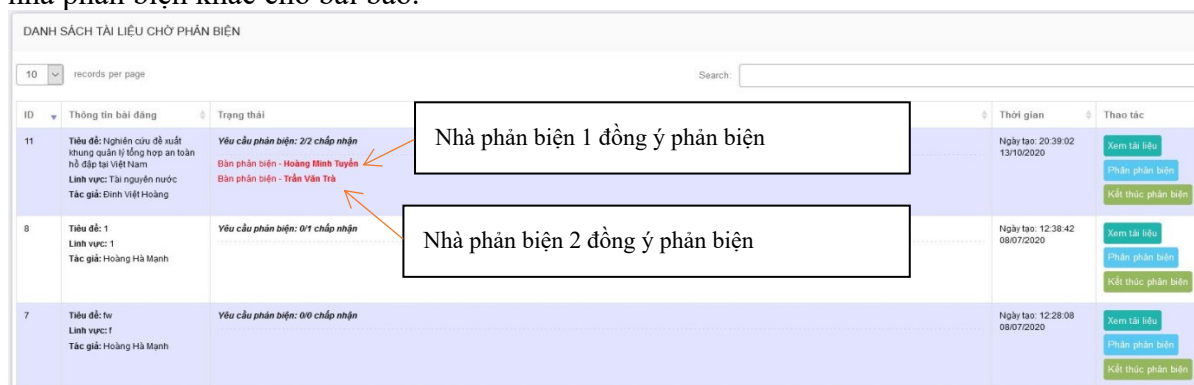 nhà phản biện khác cho bài báo.
DANH SÁCH TÀI LIỆU CHỜ PHẢN BIỆN
10 records per page
Search:
ID Thông tin bài đăng Trạng thái Thời gian Thao tác
11 Tiêu đề: Nghiên cứu đề xuất
khung quản lý tổng hợp an toàn
hồ đập tại Việt Nam
Lĩnh vực: Tài nguyên nước
Tác giả: Đinh Việt Hoàng
Yêu cầu phản biện: 2/2 chấp nhận
Bàn phản biện - Hoàng Minh Tuyển
Bàn phản biện - Trần Văn Trà
Nhà phản biện 1 đồng ý phản biện
Ngày tạo: 20:39:02
13/10/2020
Xem tài liệu
Phân phản biện
Kết thúc phản biện
Nhà phản biện 2 đồng ý phản biện
8 Tiêu đề: 1
Lĩnh vực: 1
Tác giả: Hoàng Hà Mạnh
Yêu cầu phản biện: 0/1 chấp nhận
Ngày tạo: 12:38:42
08/07/2020
Xem tài liệu
Phân phản biện
Kết thúc phản biện
7 Tiêu đề: fw
Lĩnh vực: f
Tác giả: Hoàng Hà Mạnh
Yêu cầu phản biện: 0/0 chấp nhận
Ngày tạo: 12:28:08
08/07/2020
Xem tài liệu
Phân phản biện
Kết thúc phản biện